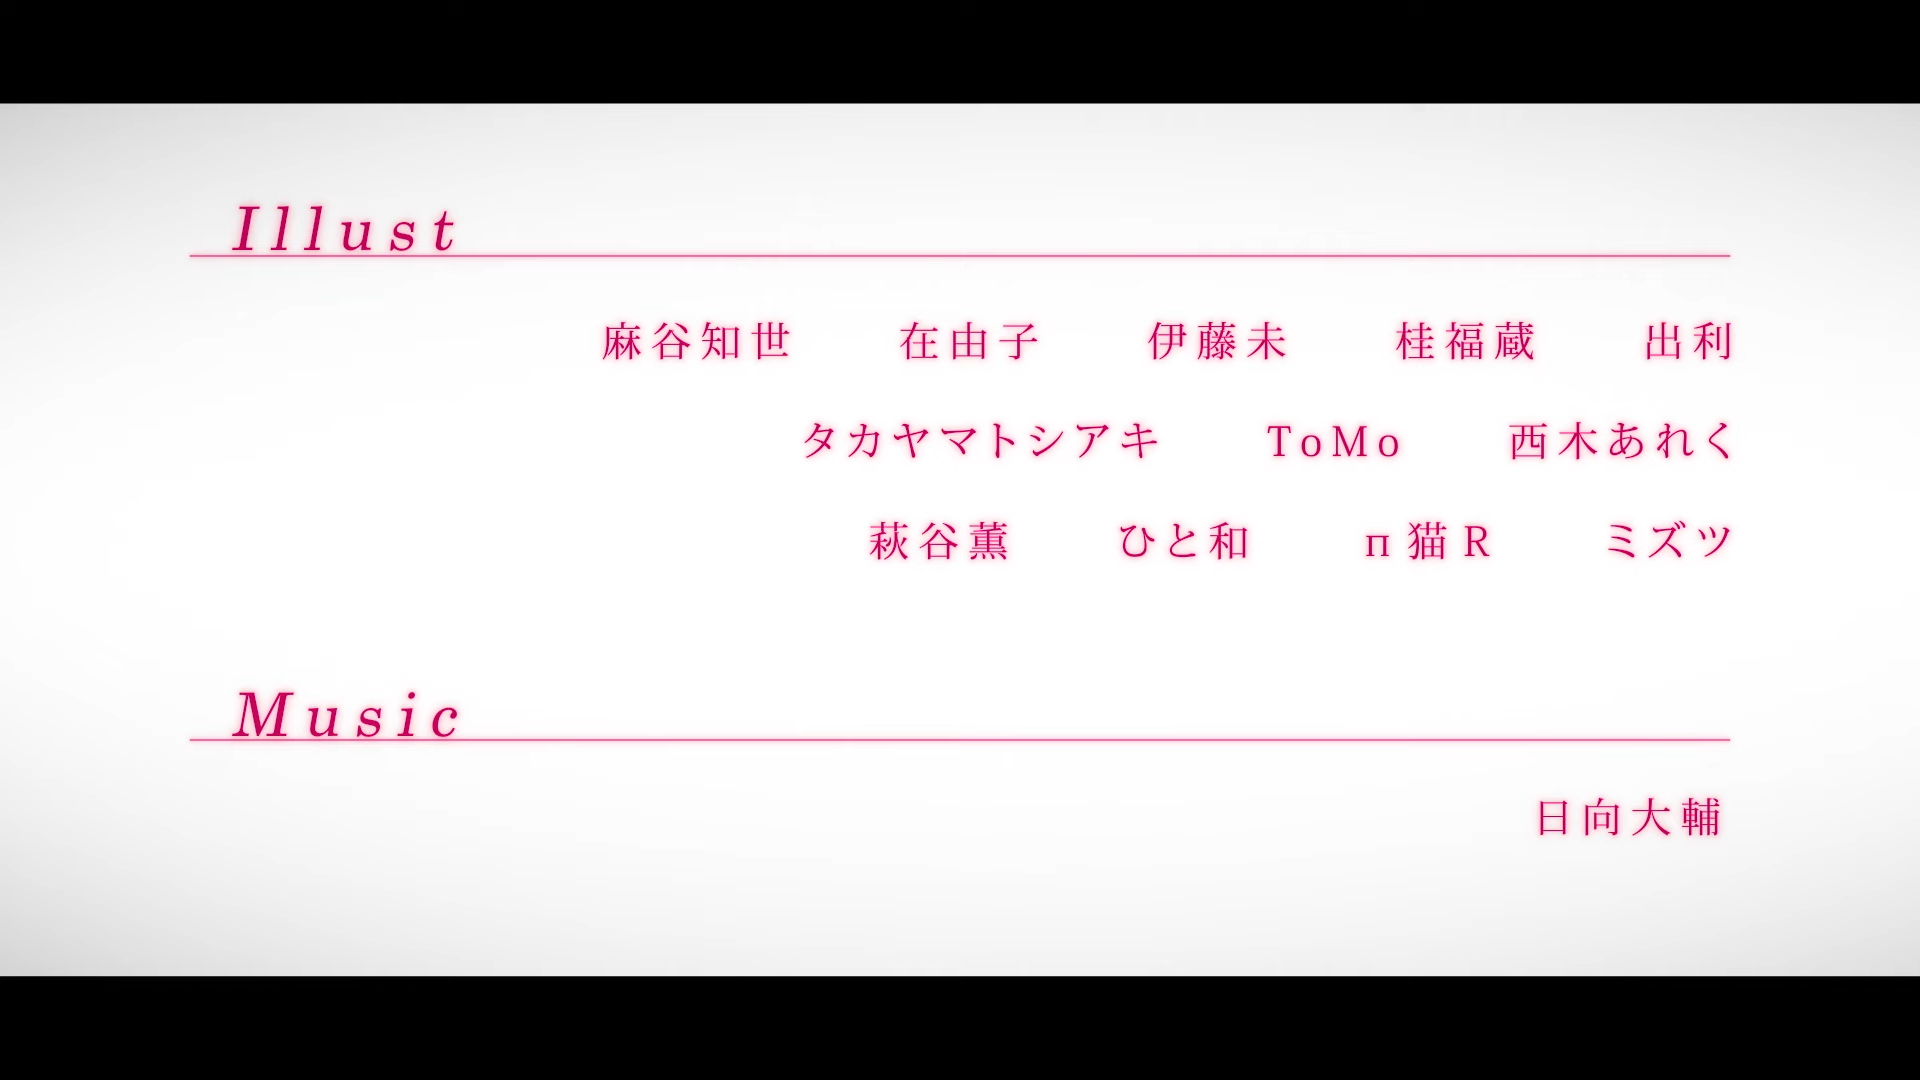 Illust
麻谷知世 在由子 伊藤未 桂福蔵 出利
タカヤマトシアキ ToMo 西木あれく
萩谷薫 ひと和 π猫R ミズツ
Music
日向大輔